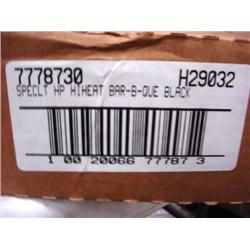 7778730 H29032
SPECLT HP HIHEAT BAR-B-QUE BLACK
1 00 20066 77787 3